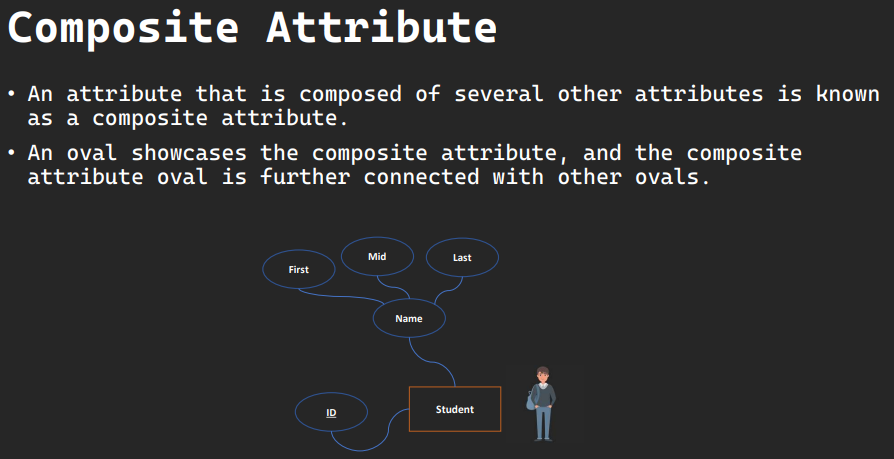 Composite Attribute
• An attribute that is composed of several other attributes is known
as a composite attribute.
• An oval showcases the composite attribute, and the composite
attribute oval is further connected with other ovals.
First
Mid
Last
Name
ID
Student